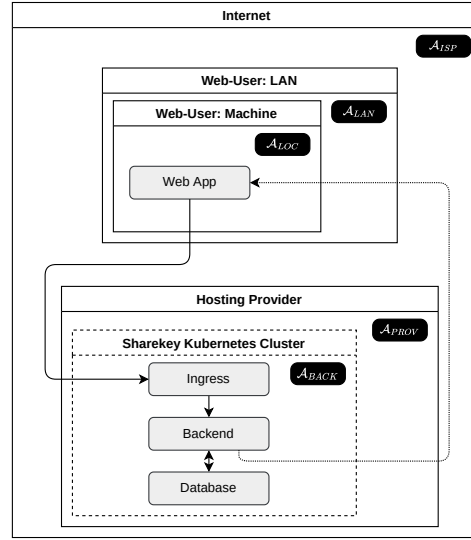 Internet
A_ISP
Web-User: LAN
A_LAN
Web-User: Machine
A_LOC
Web App
Hosting Provider
A_PROV
Sharekey Kubernetes Cluster
A_BACK
Ingress
Backend
Database